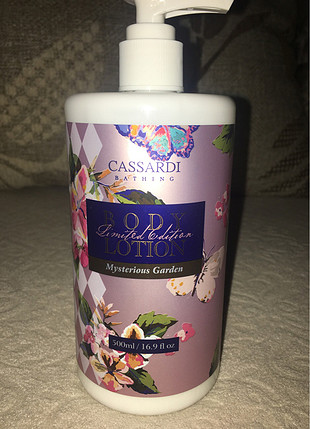 CASSARDI
BATHING
BODY
Limited Edition
LOTION
Mysterious Garden
500ml / 16.9 fl oz